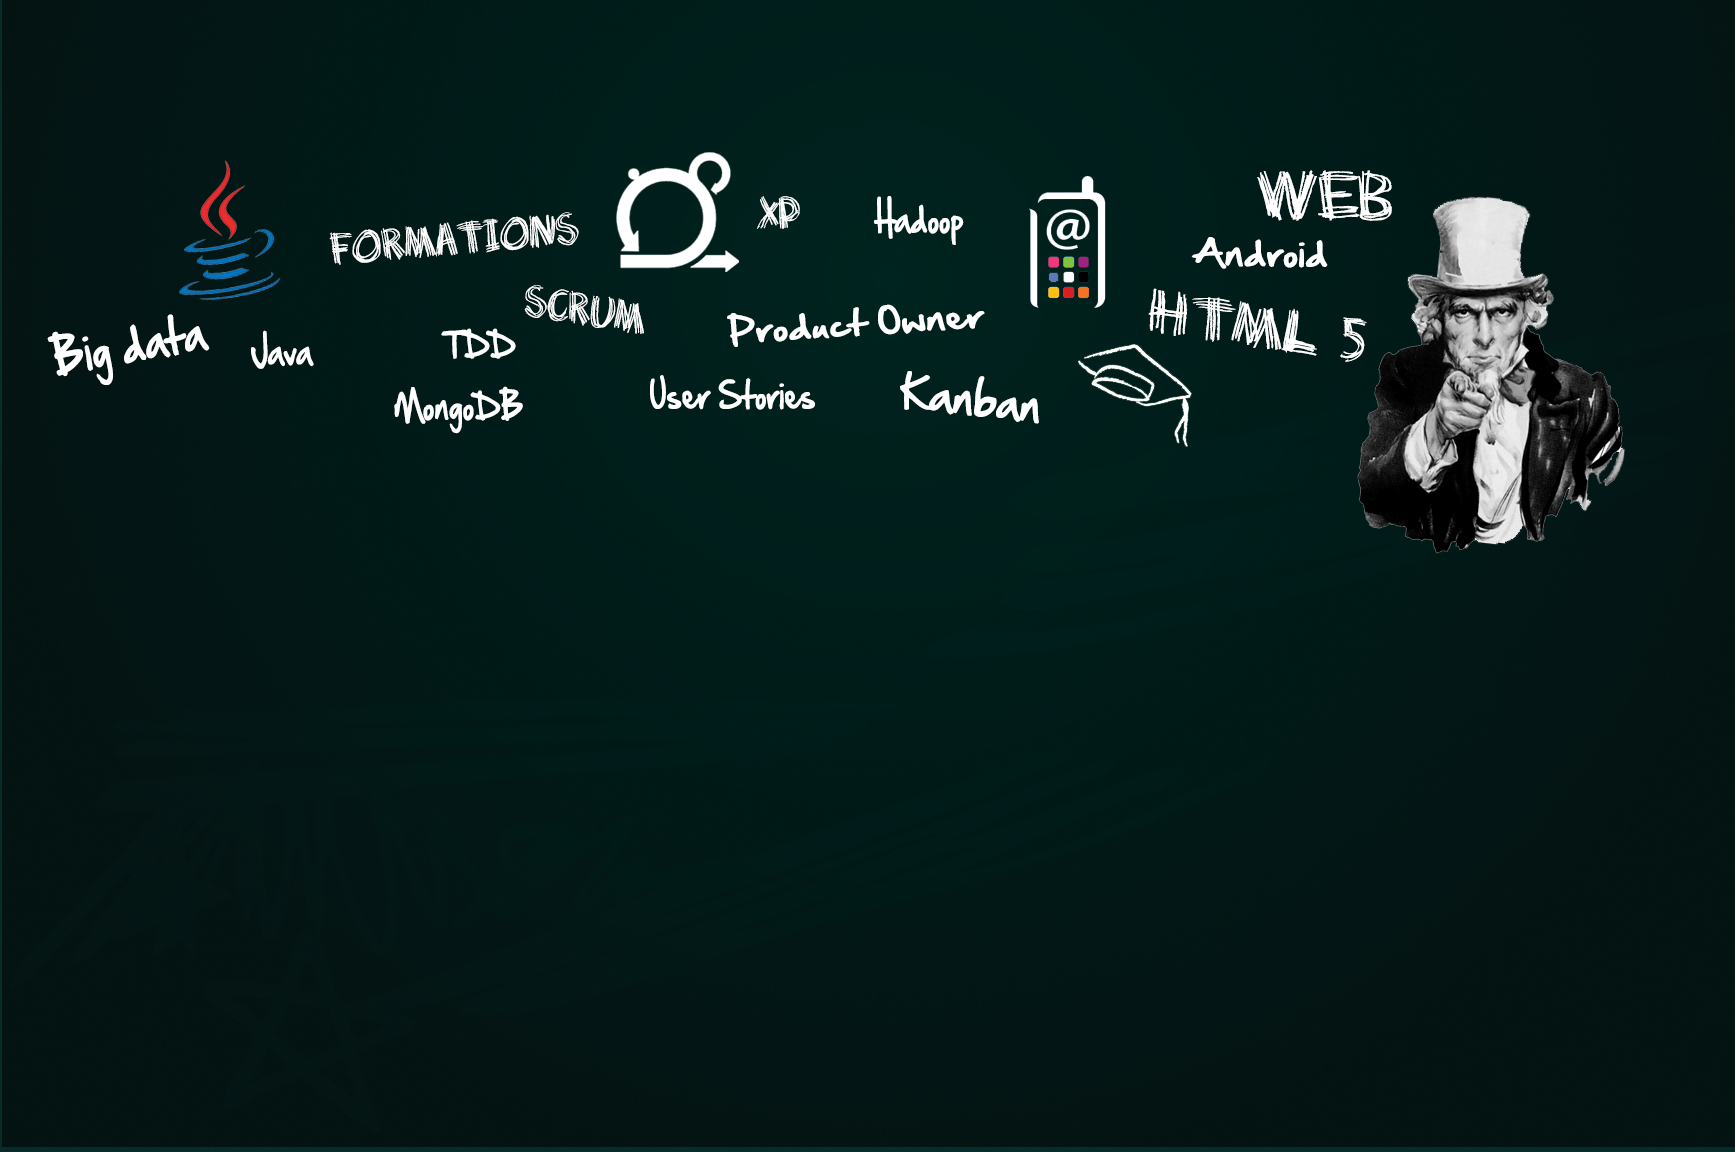 FORMATIONS
XP
Hadoop
@
WEB
Android
SCRUM
Product Owner
HTML 5
Big data
Java
TDD
MongoDB
User Stories
Kanban